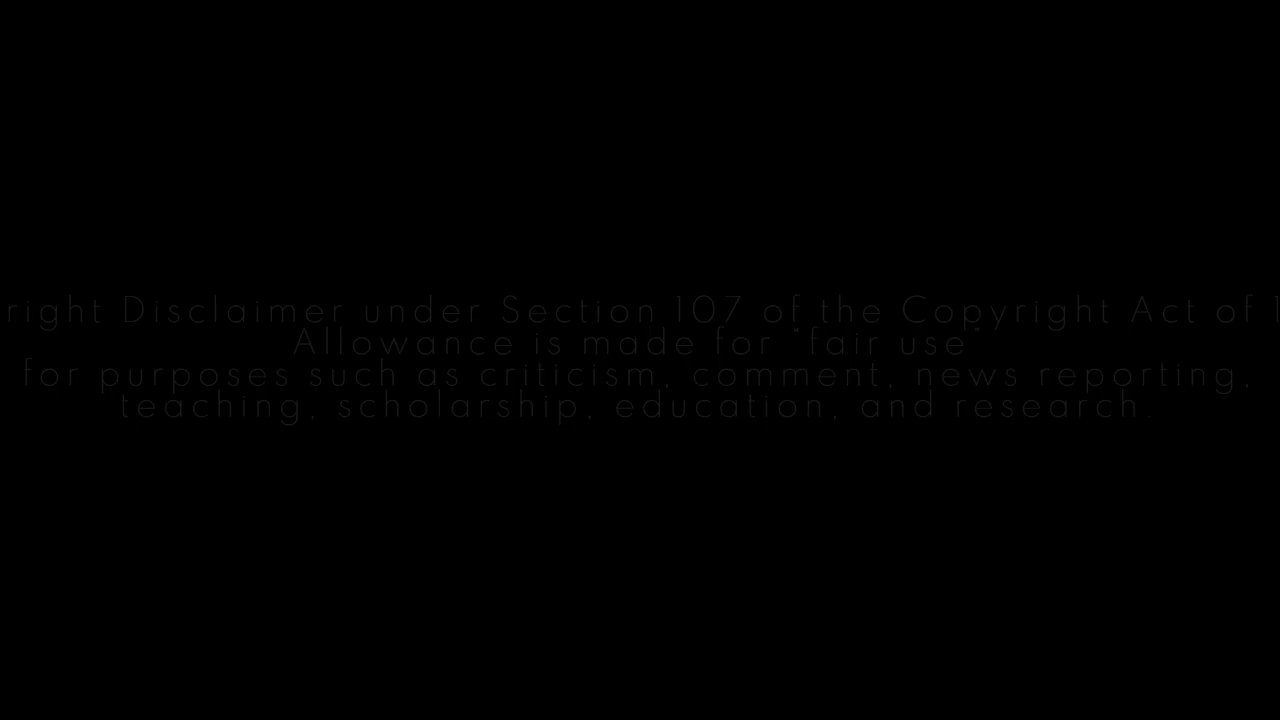 right Disclaimer under Section 107 of the Copyright Act of
Allowance is made for "fair use"
for purposes such as criticism, comment, news reporting,
teaching, scholarship, education, and research.